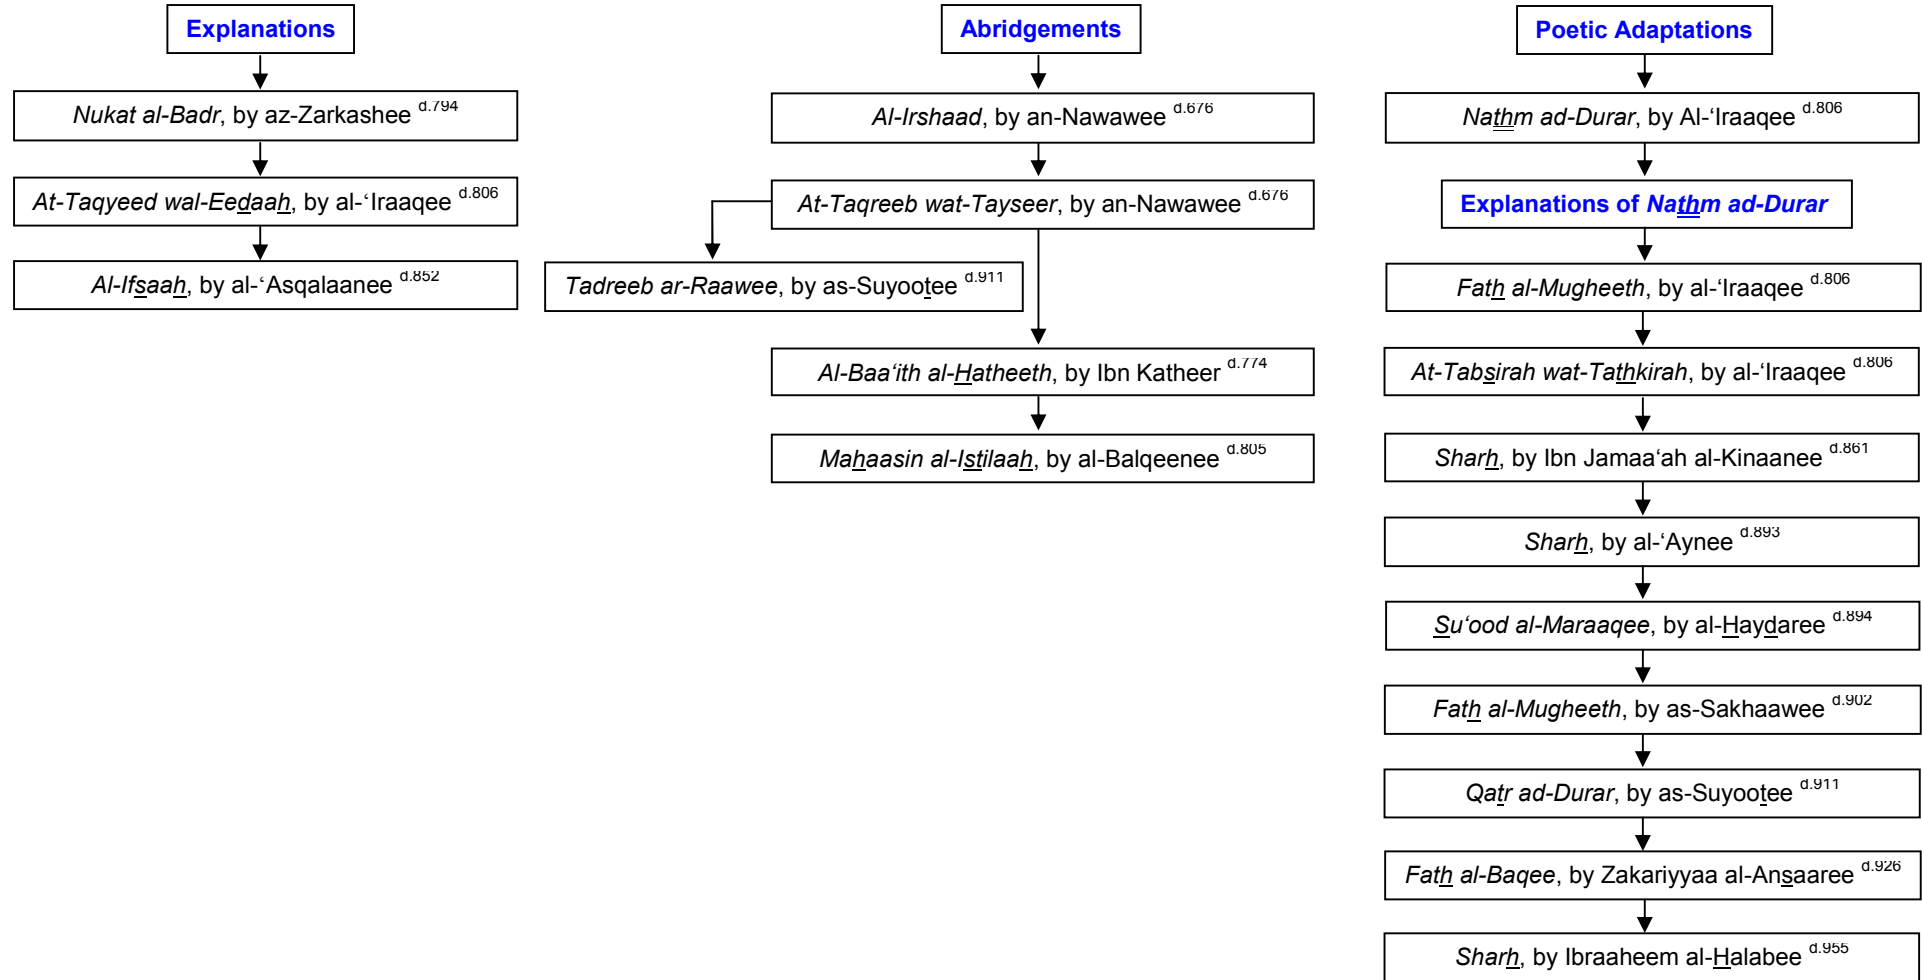 Explanations
Nukat al-Badr, by az-Zarkashee d.794
At-Taqyeed wal-Eedaah, by al-‘Iraaqee d.806
Al-Ifsaah, by al-‘Asqalaanee d.852
Abridgements
Al-Irshaad, by an-Nawawee d.676
At-Taqreeb wat-Tayseer, by an-Nawawee d.676
Tadreeb ar-Raawee, by as-Suyootee d.911
Al-Baa‘ith al-Hatheeth, by Ibn Katheer d.774
Mahaasin al-Istilaah, by al-Balqeenee d.805
Poetic Adaptations
Nathm ad-Durar, by Al-‘Iraaqee d.806
Explanations of Nathm ad-Durar
Fath al-Mugheeth, by al-‘Iraaqee d.806
At-Tabsirah wat-Tathkirah, by al-‘Iraaqee d.806
Sharh, by Ibn Jamaa‘ah al-Kinaanee d.861
Sharh, by al-‘Aynee d.893
Su‘ood al-Maraaqee, by al-Haydaree d.894
Fath al-Mugheeth, by as-Sakhaawee d.902
Qatr ad-Durar, by as-Suyootee d.911
Fath al-Baqee, by Zakariyyaa al-Ansaaree d.926
Sharh, by Ibraaheem al-Halabee d.955